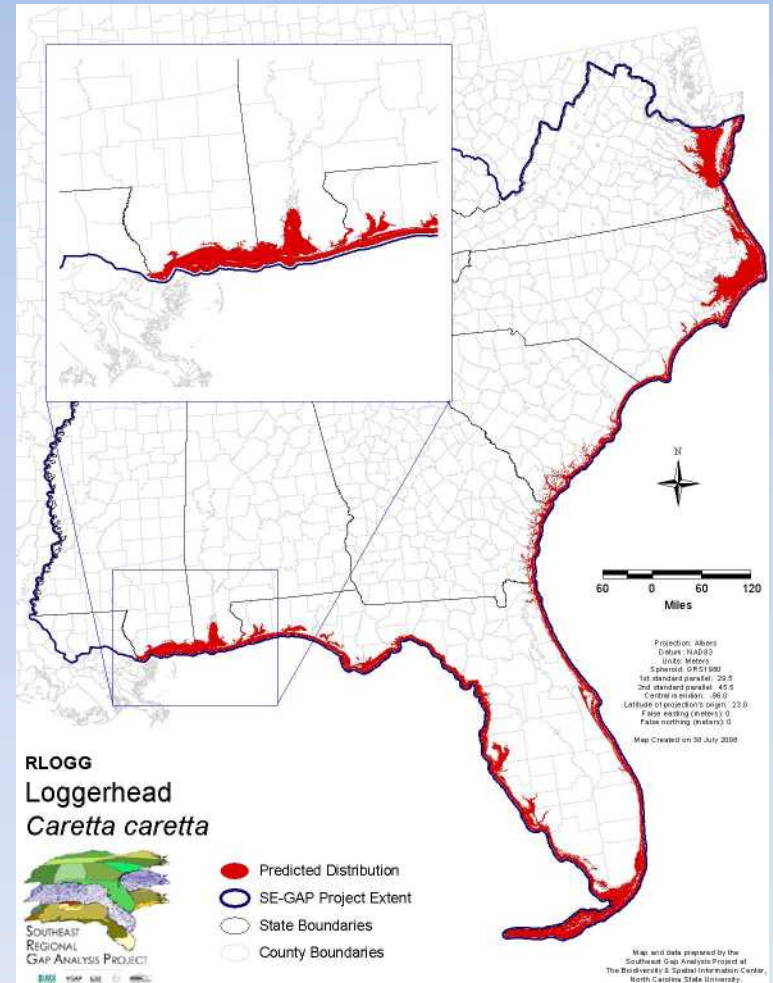 N
60 0 60 120
Miles
Projection: Albers
Datum: NAD83
Units: Meters
Spheroid: GRS1980
1st standard parallel: 29.5
2nd standard parallel: 45.5
Central meridian: -96.0
Latitude of projection's origin: 23.0
False easting (meters): 0
False northing (meters): 0
Map Created on 30 July 2008
RLOGG
Loggerhead
Caretta caretta
SOUTHEAST
REGIONAL
GAP ANALYSIS PROJECT
Predicted Distribution
SE-GAP Project Extent
State Boundaries
County Boundaries
Map and data prepared by the
Southeast Gap Analysis Project at
The Biodiversity & Spatial Information Center,
North Carolina State University.